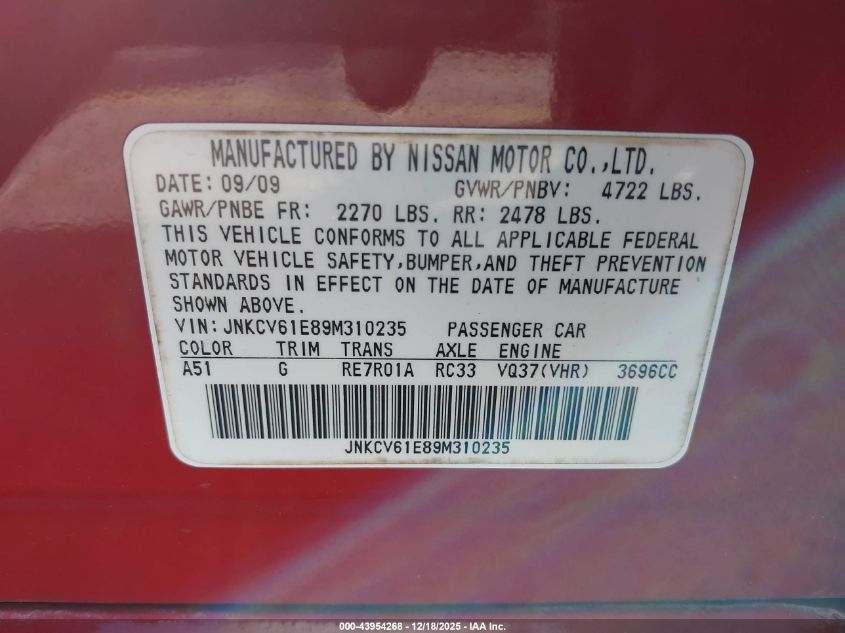 MANUFACTURED BY NISSAN MOTOR CO.,LTD.
DATE: 09/09 GVWR/PNBV: 4722 LBS.
GAWR/PNBE FR: 2270 LBS. RR: 2478 LBS.
THIS VEHICLE CONFORMS TO ALL APPLICABLE FEDERAL
MOTOR VEHICLE SAFETY,BUMPER,AND THEFT PREVENTION
STANDARDS IN EFFECT ON THE DATE OF MANUFACTURE
SHOWN ABOVE.
VIN: JNKCV61E89M310235 PASSENGER CAR
COLOR TRIM TRANS AXLE ENGINE
A51 G RE7R01A RC33 VQ37(VHR) 3696CC
JNKCV61E89M310235
000-43954268 - 12/18/2025 - IAA Inc.